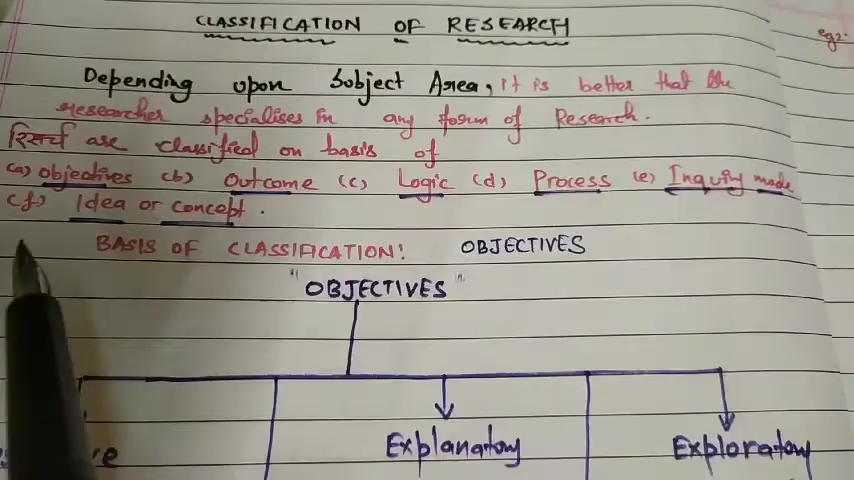 CLASSIFICATION OF RESEARCH
eg2.
Depending upon Subject Area, it is better that the
researcher specialises in any form of Research.
रिसर्च are classified on basis of
(a) objectives (b) Outcome (c) Logic (d) Process (e) Inquiry mode
(f) Idea or concept.
BASIS OF CLASSIFICATION: OBJECTIVES
"OBJECTIVES"
Explanatory Exploratory